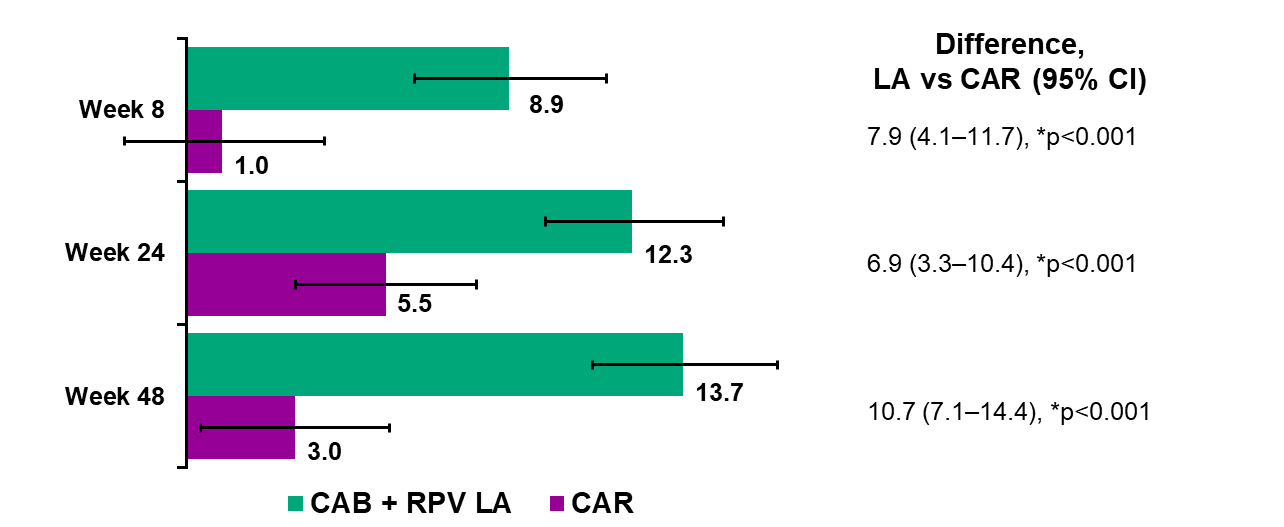 Difference,
LA vs CAR (95% CI)
Week 8
8.9
1.0
7.9 (4.1–11.7), *p<0.001
Week 24
12.3
5.5
6.9 (3.3–10.4), *p<0.001
Week 48
13.7
3.0
10.7 (7.1–14.4), *p<0.001
CAB + RPV LA CAR